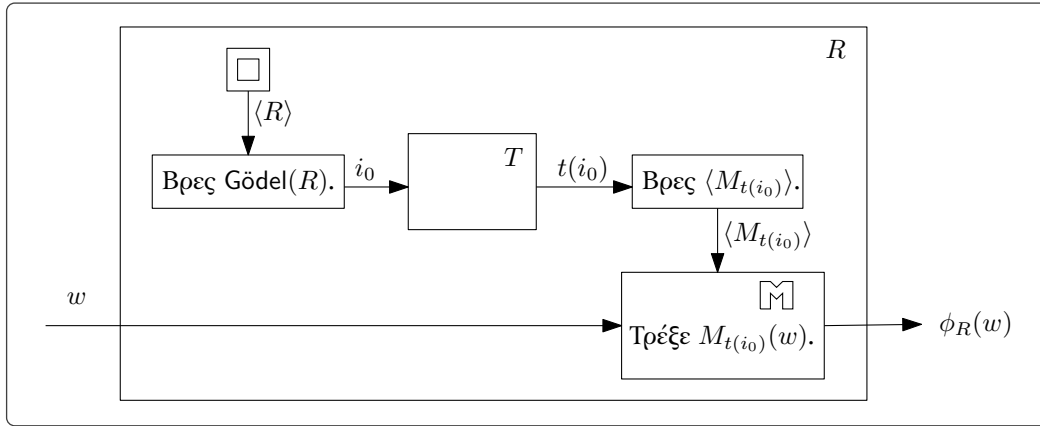 R
⟨R⟩
Βρες Gödel(R).
i₀
T
t(i₀)
Βρες ⟨M_{t(i₀)}⟩.
⟨M_{t(i₀)}⟩
w
M
Τρέξε M_{t(i₀)}(w).
ϕ_R(w)